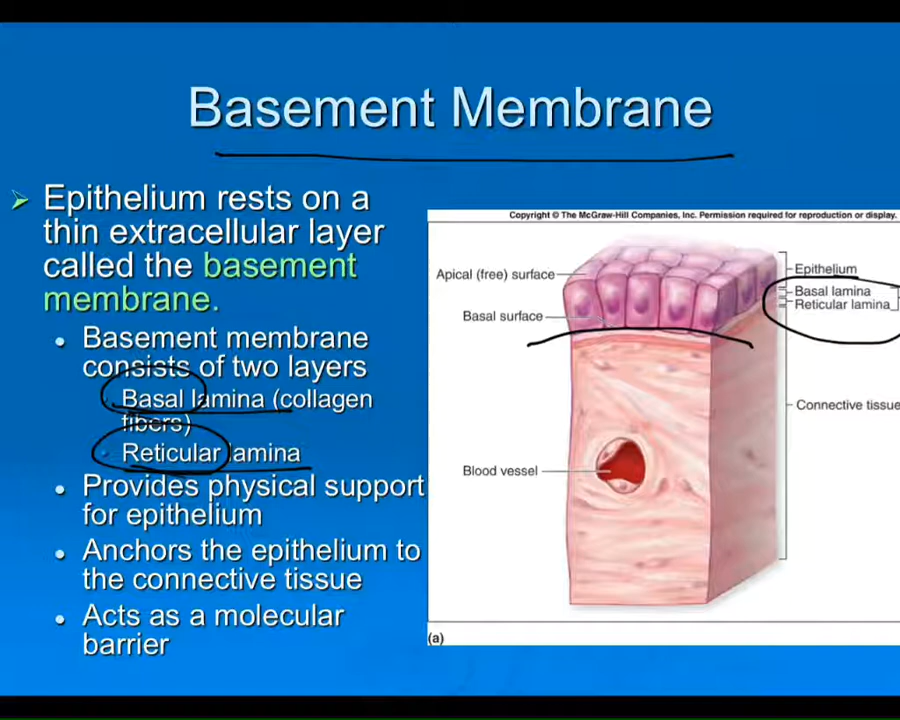 Basement Membrane
Epithelium rests on a
thin extracellular layer
called the basement
membrane.
Basement membrane
consists of two layers
Basal lamina (collagen
fibers)
Reticular lamina
Provides physical support
for epithelium
Anchors the epithelium to
the connective tissue
Acts as a molecular
barrier
Copyright © The McGraw-Hill Companies, Inc. Permission required for reproduction or display.
Apical (free) surface
Basal surface
Blood vessel
Epithelium
Basal lamina
Reticular lamina
Connective tissue
(a)